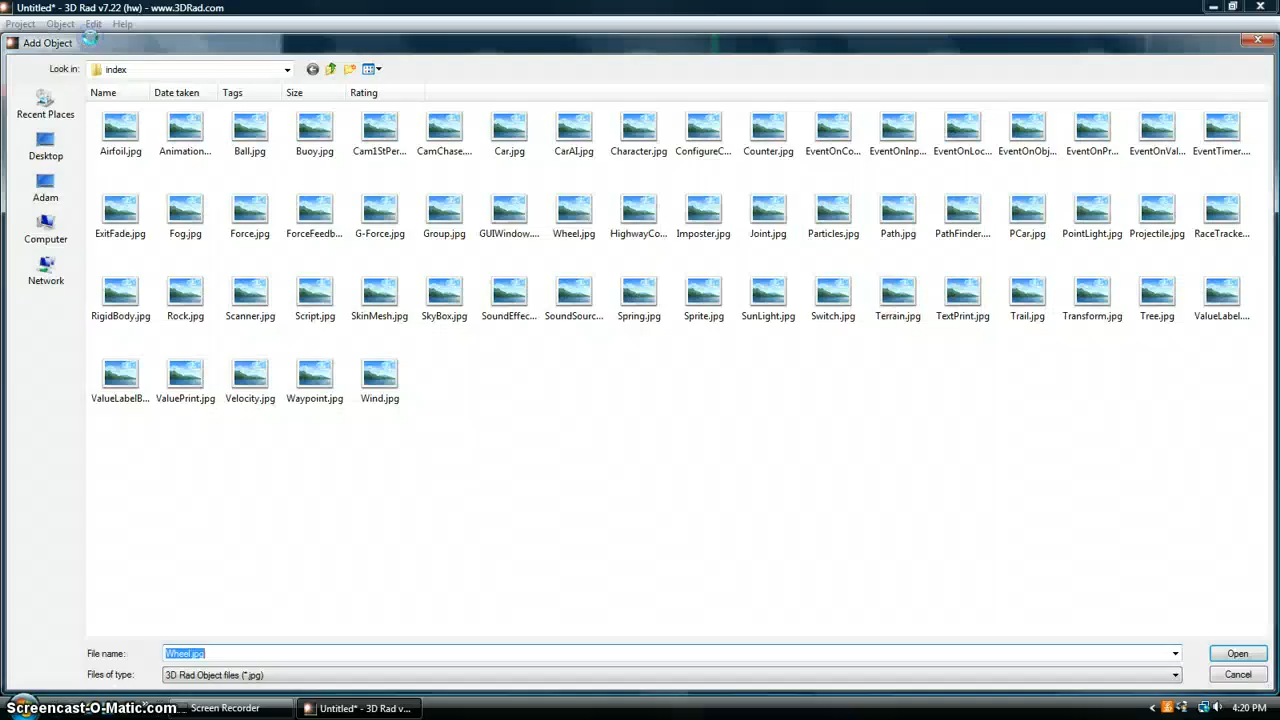 Untitled* - 3D Rad v7.22 (hw) - www.3DRad.com
Project Object Edit Help
Add Object
Look in: index
Name Date taken Tags Size Rating
Recent Places
Desktop
Adam
Computer
Network
Airfoil.jpg Animation... Ball.jpg Buoy.jpg Cam1StPer... CamChase.... Car.jpg CarAI.jpg Character.jpg ConfigureC... Counter.jpg EventOnCo... EventOnInp... EventOnLoc... EventOnObj... EventOnPr... EventOnVal... EventTimer....
ExitFade.jpg Fog.jpg Force.jpg ForceFeedb... G-Force.jpg Group.jpg GUIWindow.... Wheel.jpg HighwayCo... Imposter.jpg Joint.jpg Particles.jpg Path.jpg PathFinder.... PCar.jpg PointLight.jpg Projectile.jpg RaceTracke...
RigidBody.jpg Rock.jpg Scanner.jpg Script.jpg SkinMesh.jpg SkyBox.jpg SoundEffec... SoundSourc... Spring.jpg Sprite.jpg SunLight.jpg Switch.jpg Terrain.jpg TextPrint.jpg Trail.jpg Transform.jpg Tree.jpg ValueLabel....
ValueLabelB... ValuePrint.jpg Velocity.jpg Waypoint.jpg Wind.jpg
File name: Wheel.jpg Open
Files of type: 3D Rad Object files (*.jpg) Cancel
Screencast-O-Matic.com Screen Recorder Untitled* - 3D Rad v... 4:20 PM